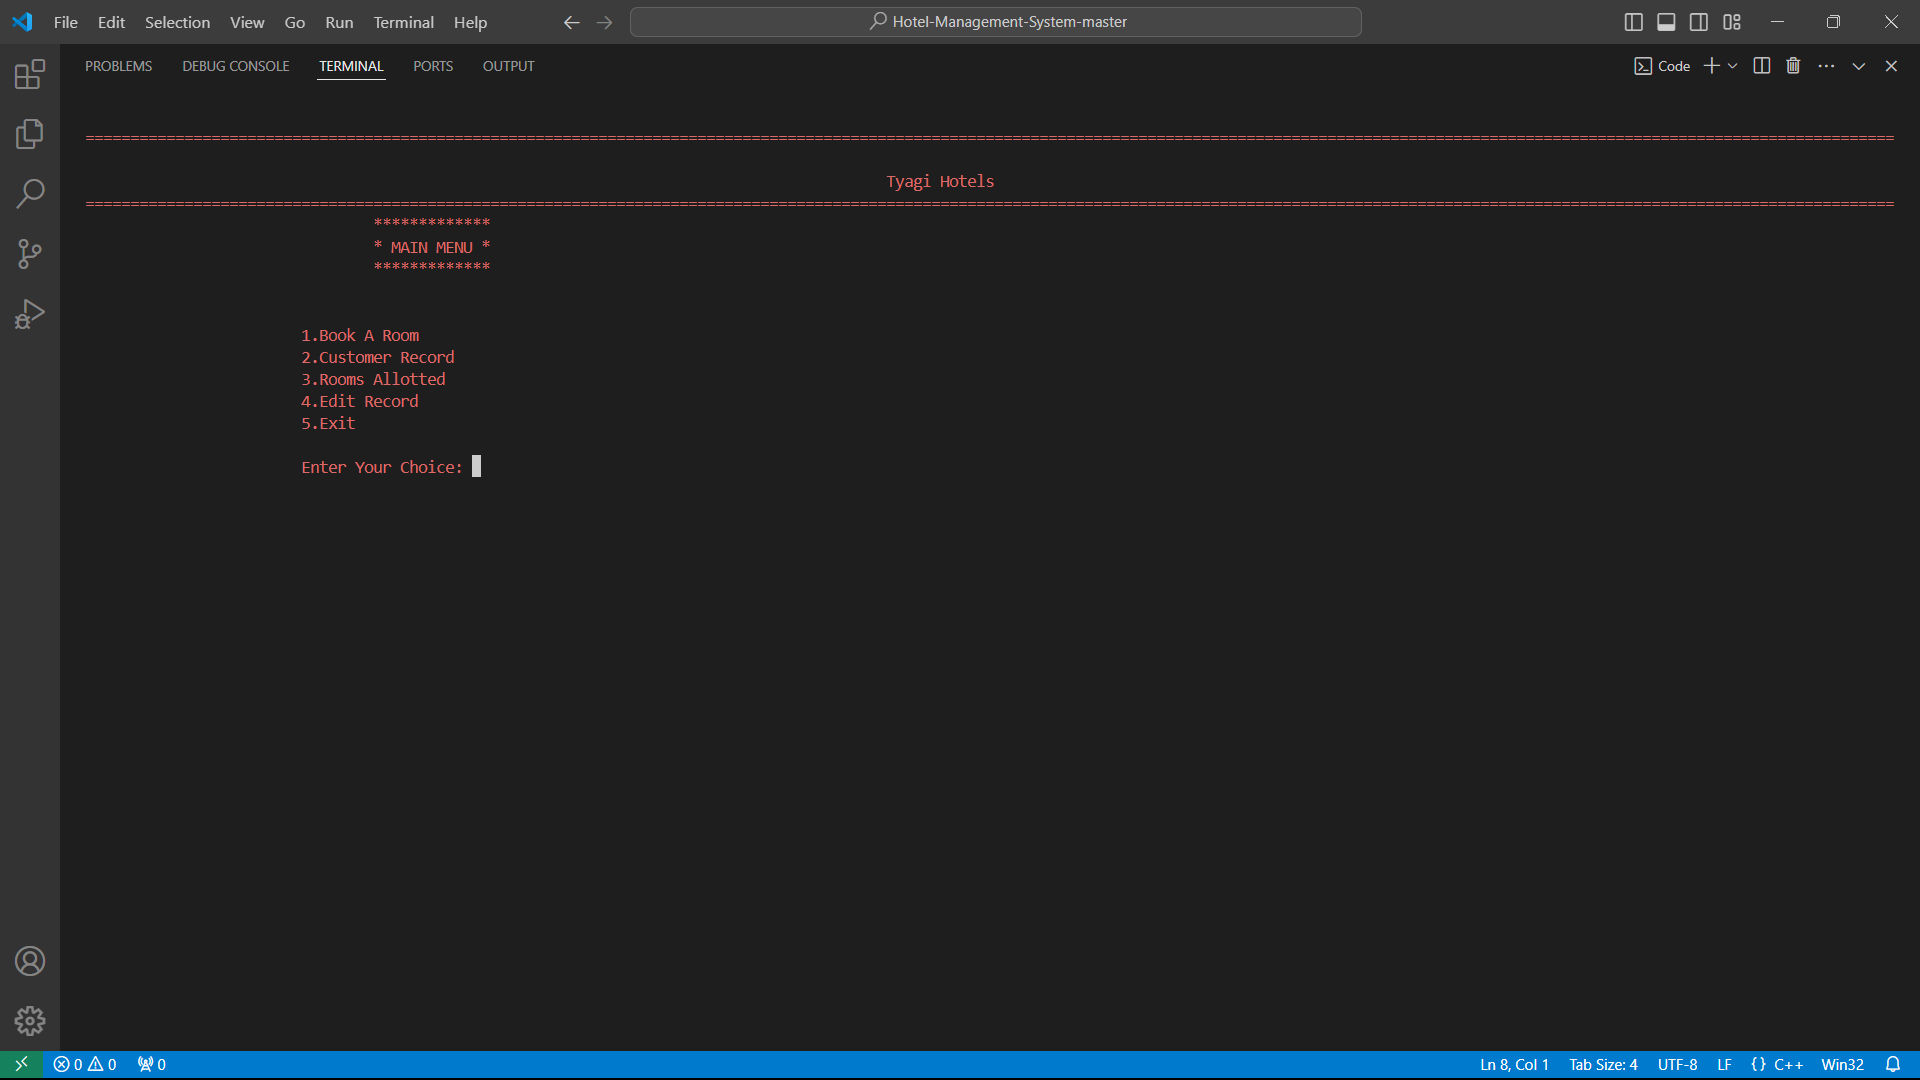 File Edit Selection View Go Run Terminal Help
Hotel-Management-System-master
PROBLEMS DEBUG CONSOLE TERMINAL PORTS OUTPUT
Code
Tyagi Hotels
*************
* MAIN MENU *
*************
1.Book A Room
2.Customer Record
3.Rooms Allotted
4.Edit Record
5.Exit
Enter Your Choice:
0 0 0
Ln 8, Col 1 Tab Size: 4 UTF-8 LF {} C++ Win32